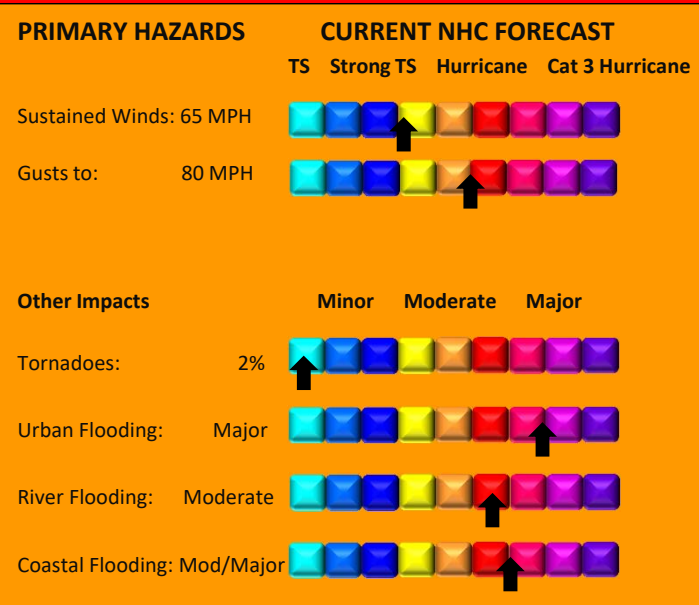 PRIMARY HAZARDS CURRENT NHC FORECAST
TS Strong TS Hurricane Cat 3 Hurricane
Sustained Winds: 65 MPH
Gusts to: 80 MPH
Other Impacts Minor Moderate Major
Tornadoes: 2%
Urban Flooding: Major
River Flooding: Moderate
Coastal Flooding: Mod/Major